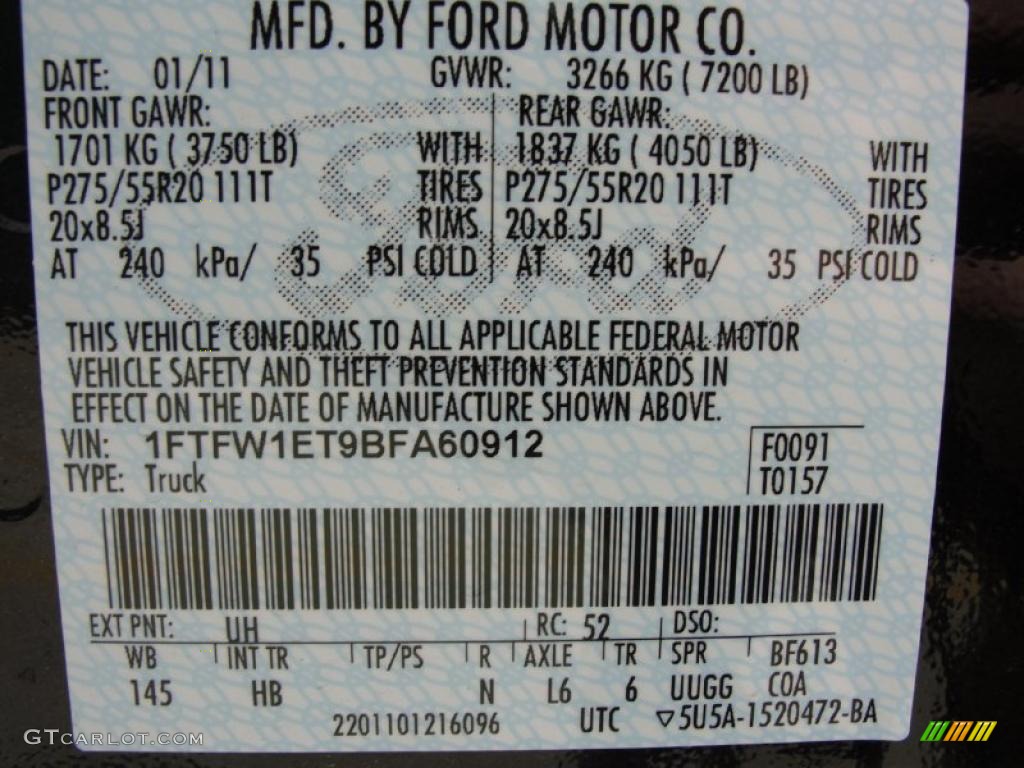 MFD. BY FORD MOTOR CO.
DATE: 01/11 GVWR: 3266 KG ( 7200 LB)
FRONT GAWR: REAR GAWR:
1701 KG ( 3750 LB) WITH 1837 KG ( 4050 LB) WITH
P275/55R20 111T TIRES P275/55R20 111T TIRES
20x8.5J RIMS 20x8.5J RIMS
AT 240 kPa/ 35 PSI COLD AT 240 kPa/ 35 PSI COLD
Ford
THIS VEHICLE CONFORMS TO ALL APPLICABLE FEDERAL MOTOR
VEHICLE SAFETY AND THEFT PREVENTION STANDARDS IN
EFFECT ON THE DATE OF MANUFACTURE SHOWN ABOVE.
VIN: 1FTFW1ET9BFA60912 F0091
TYPE: Truck T0157
EXT PNT: UH RC: 52 DSO:
WB INT TR TP/PS R AXLE TR SPR BF613
145 HB N L6 6 UUGG COA
2201101216096 UTC ▽5U5A-1520472-BA
GTCARLOT.COM